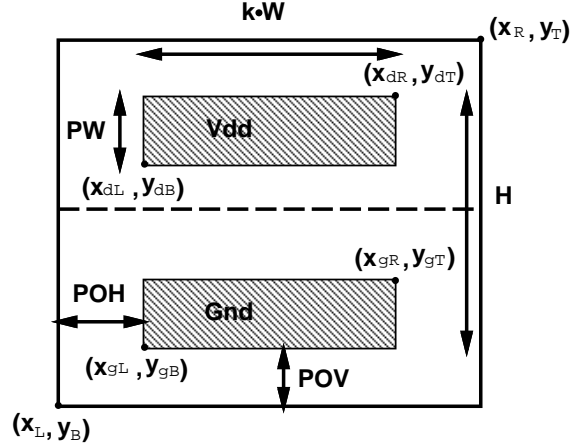 k•W
(xR, yT)
(xdR, ydT)
PW
Vdd
(xdL, ydB)
H
(xgR, ygT)
POH
Gnd
(xgL, ygB)
POV
(xL, yB)